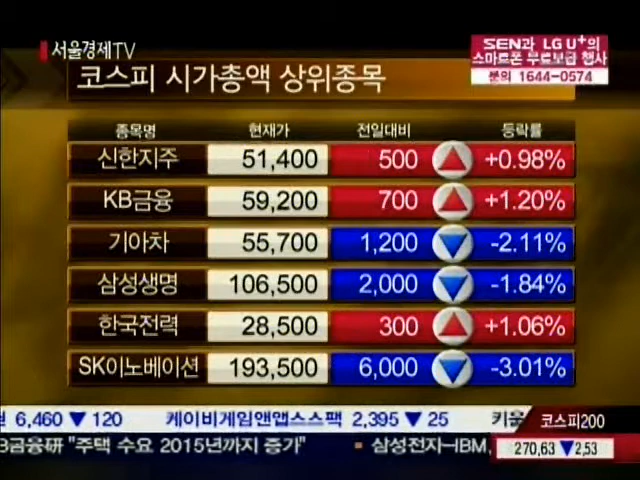 서울경제TV
SEN과 LG U+의
스마트폰 무료보급 행사
문의 1644-0574
코스피 시가총액 상위종목
종목명 현재가 전일대비 등락률
신한지주 51,400 500 ▲ +0.98%
KB금융 59,200 700 ▲ +1.20%
기아차 55,700 1,200 ▼ -2.11%
삼성생명 106,500 2,000 ▼ -1.84%
한국전력 28,500 300 ▲ +1.06%
SK이노베이션 193,500 6,000 ▼ -3.01%
6,460 ▼ 120 케이비게임앤앱스스팩 2,395 ▼ 25 키움 코스피200
B금융硏 "주택 수요 2015년까지 증가" ▪ 삼성전자-IBM, 270,63 ▼2,53